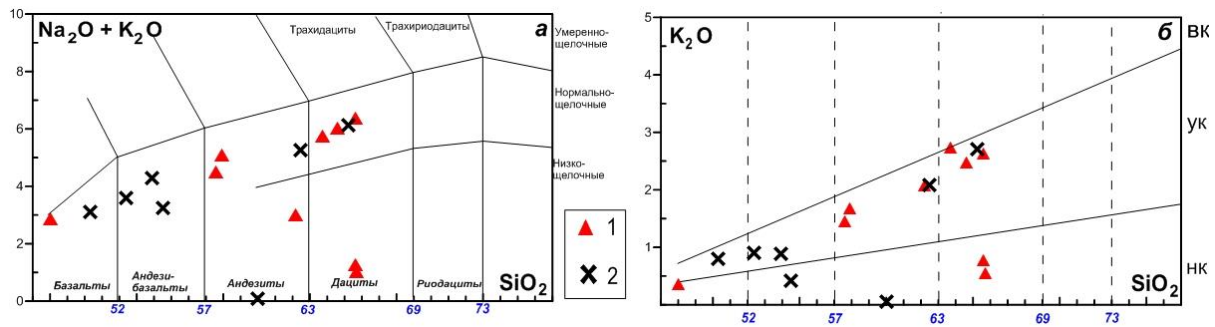 10
Na₂O + K₂O
а
Трахидациты
Трахириодациты
Умеренно-
щелочные
8
Нормально-
щелочные
6
4
Низко-
щелочные
2
Базальты
Андези-
базальты
Андезиты
Дациты
Риодациты
SiO₂
0
52
57
63
69
73
1
2
5
K₂O
б
вк
4
3
ук
2
1
нк
SiO₂
0
52
57
63
69
73